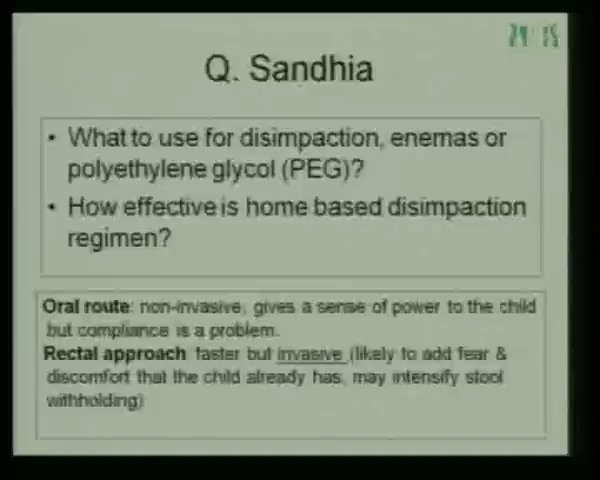 24 15
Q. Sandhia
• What to use for disimpaction, enemas or
polyethylene glycol (PEG)?
• How effective is home based disimpaction
regimen?
Oral route: non-invasive, gives a sense of power to the child
but compliance is a problem.
Rectal approach faster but invasive (likely to add fear &
discomfort that the child already has, may intensify stool
withholding)